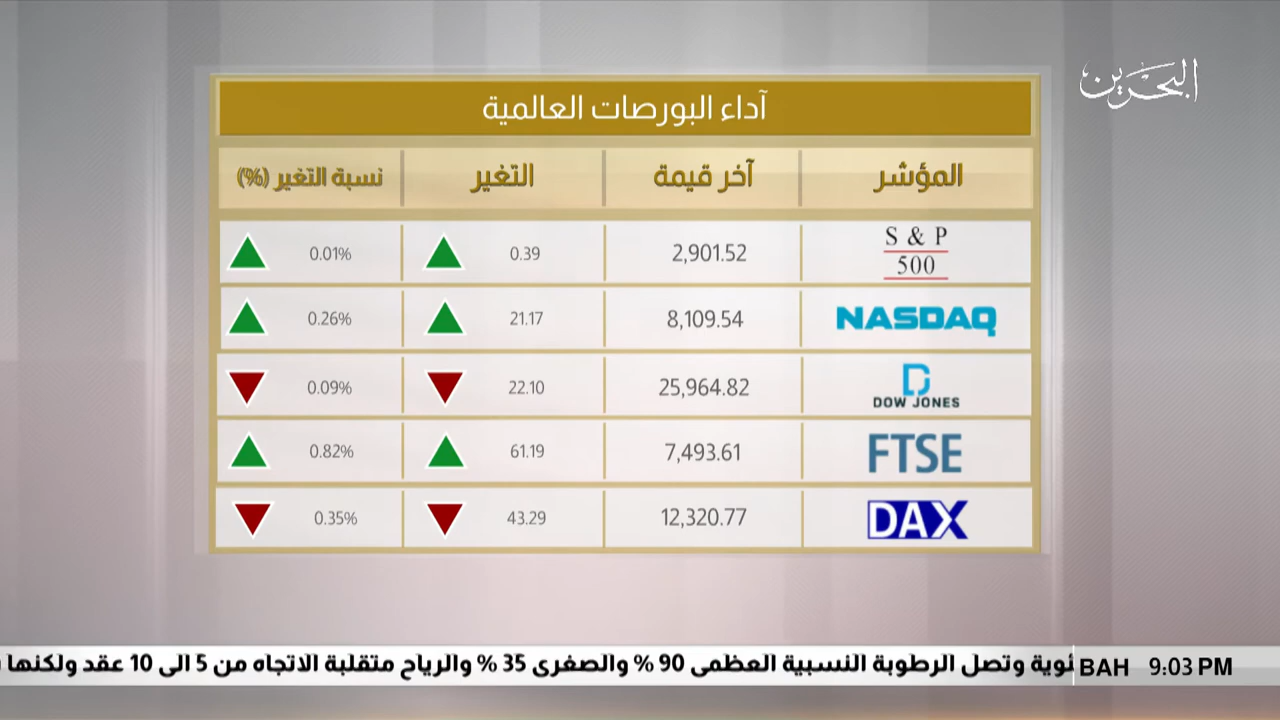 البحرين
آداء البورصات العالمية
المؤشر آخر قيمة التغير نسبة التغير (%)
S & P
500 2,901.52 0.39 0.01%
NASDAQ 8,109.54 21.17 0.26%
DOW JONES 25,964.82 22.10 0.09%
FTSE 7,493.61 61.19 0.82%
DAX 12,320.77 43.29 0.35%
ئوية وتصل الرطوبة النسبية العظمى 90 % والصغرى 35 % والرياح متقلبة الاتجاه من 5 الى 10 عقد ولكنها
BAH 9:03 PM